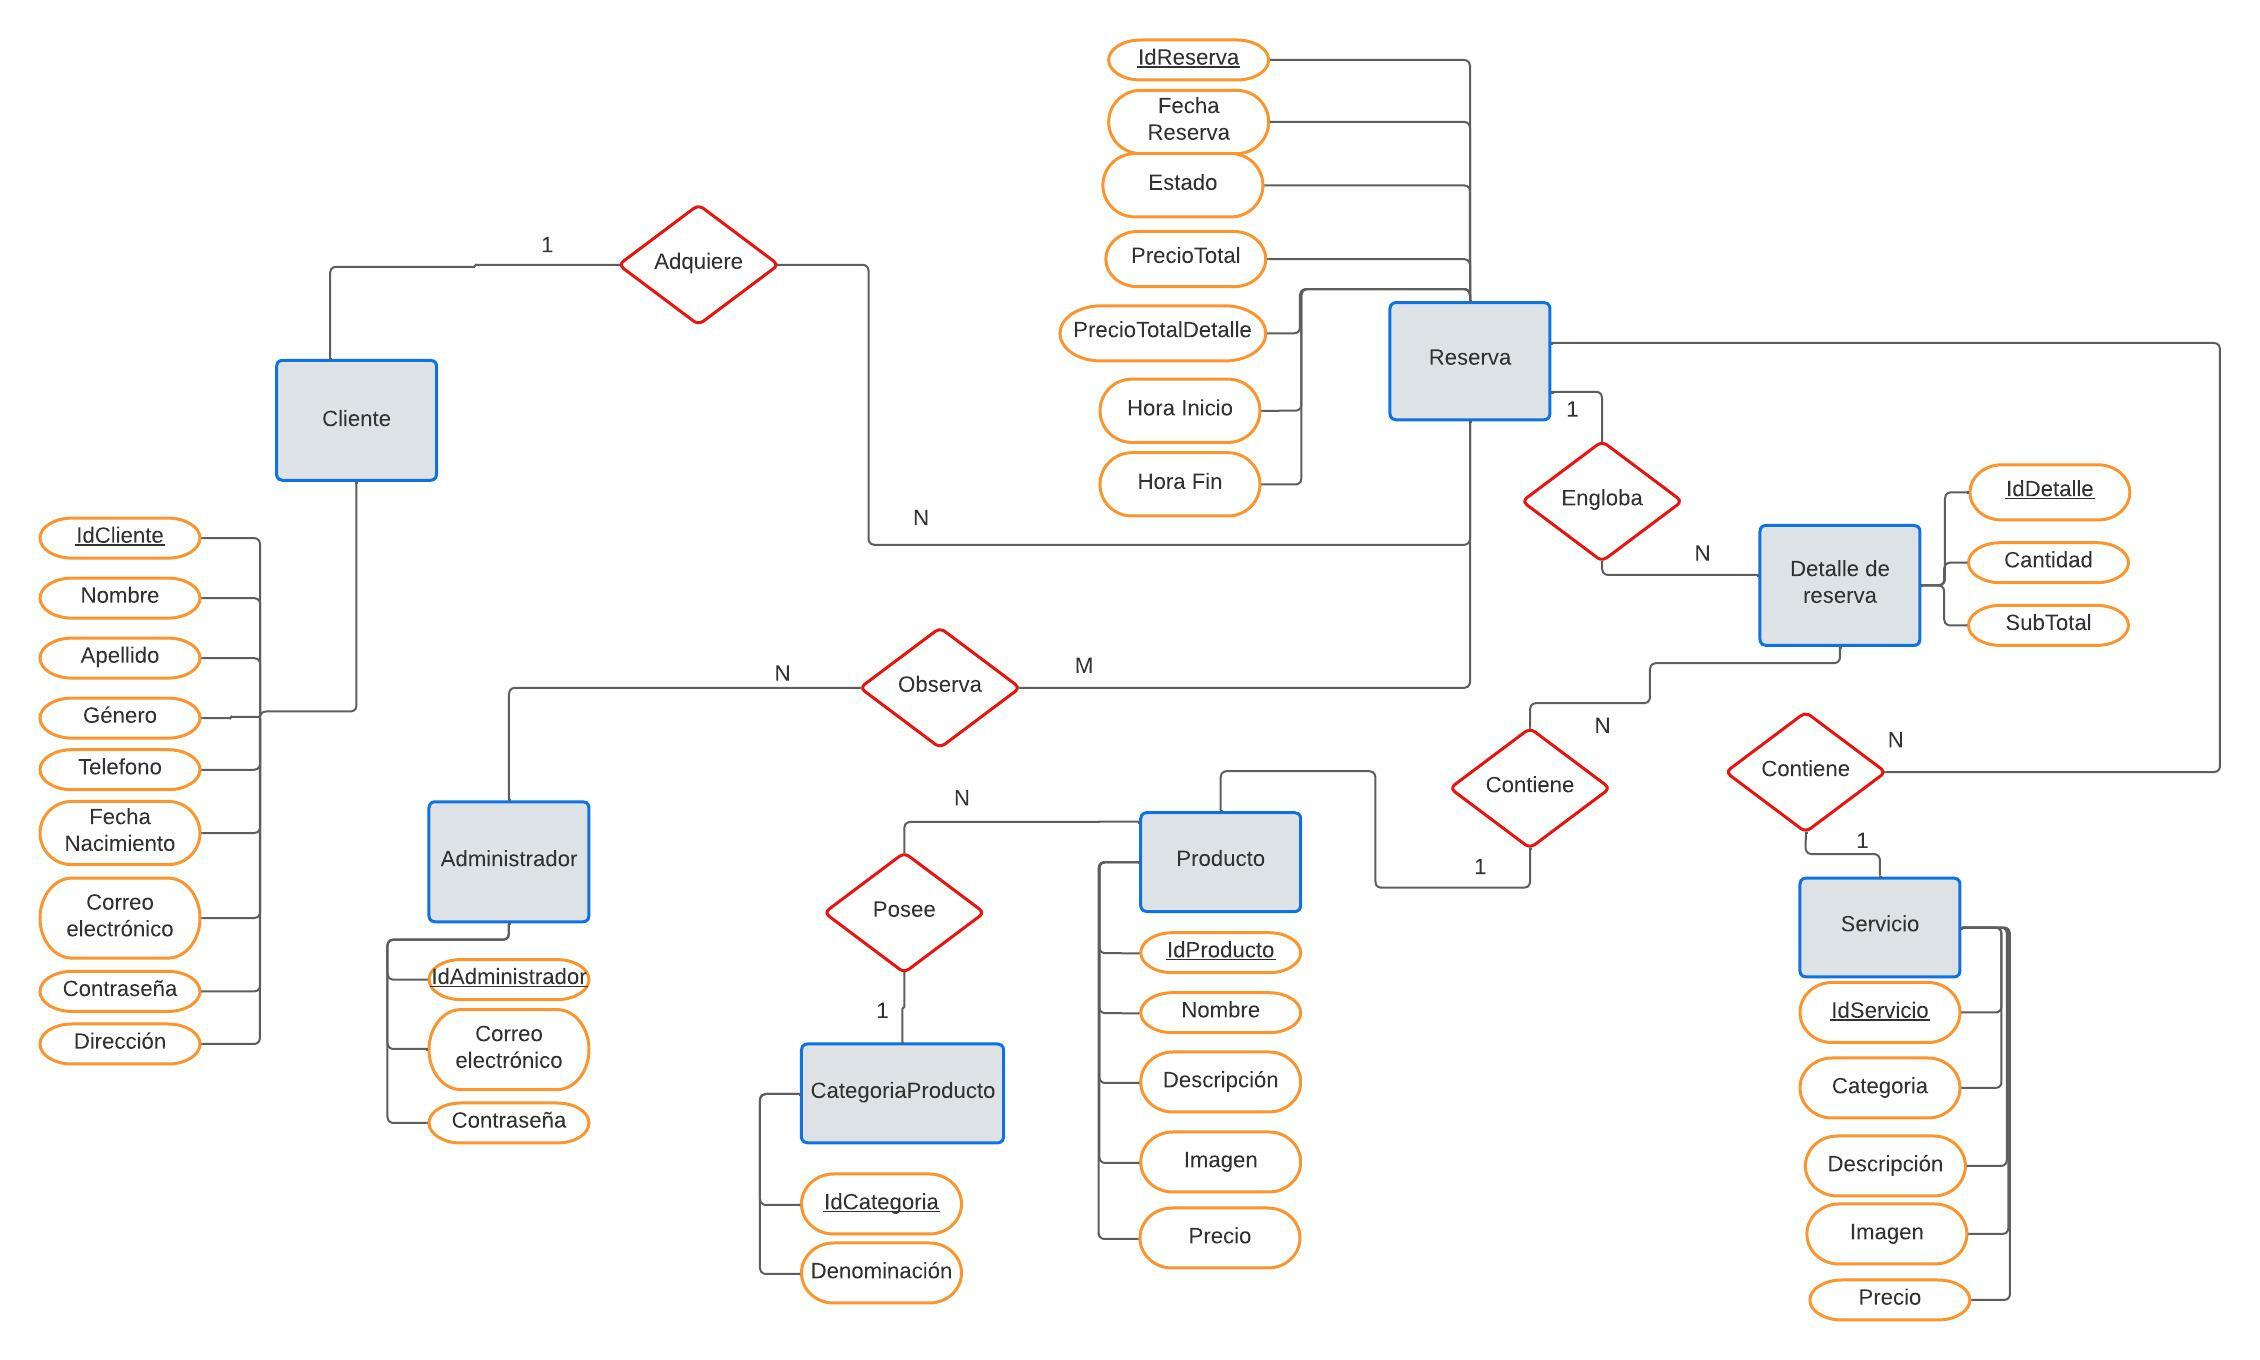 IdReserva
Fecha
Reserva
Estado
PrecioTotal
PrecioTotalDetalle
Hora Inicio
Hora Fin
Reserva
1
Adquiere
N
Cliente
IdCliente
Nombre
Apellido
Género
Telefono
Fecha
Nacimiento
Correo
electrónico
Contraseña
Dirección
1
Engloba
N
Detalle de
reserva
IdDetalle
Cantidad
SubTotal
N
Observa
M
Administrador
IdAdministrador
Correo
electrónico
Contraseña
N
Posee
1
CategoriaProducto
IdCategoria
Denominación
Producto
IdProducto
Nombre
Descripción
Imagen
Precio
N
Contiene
1
N
Contiene
1
Servicio
IdServicio
Categoria
Descripción
Imagen
Precio